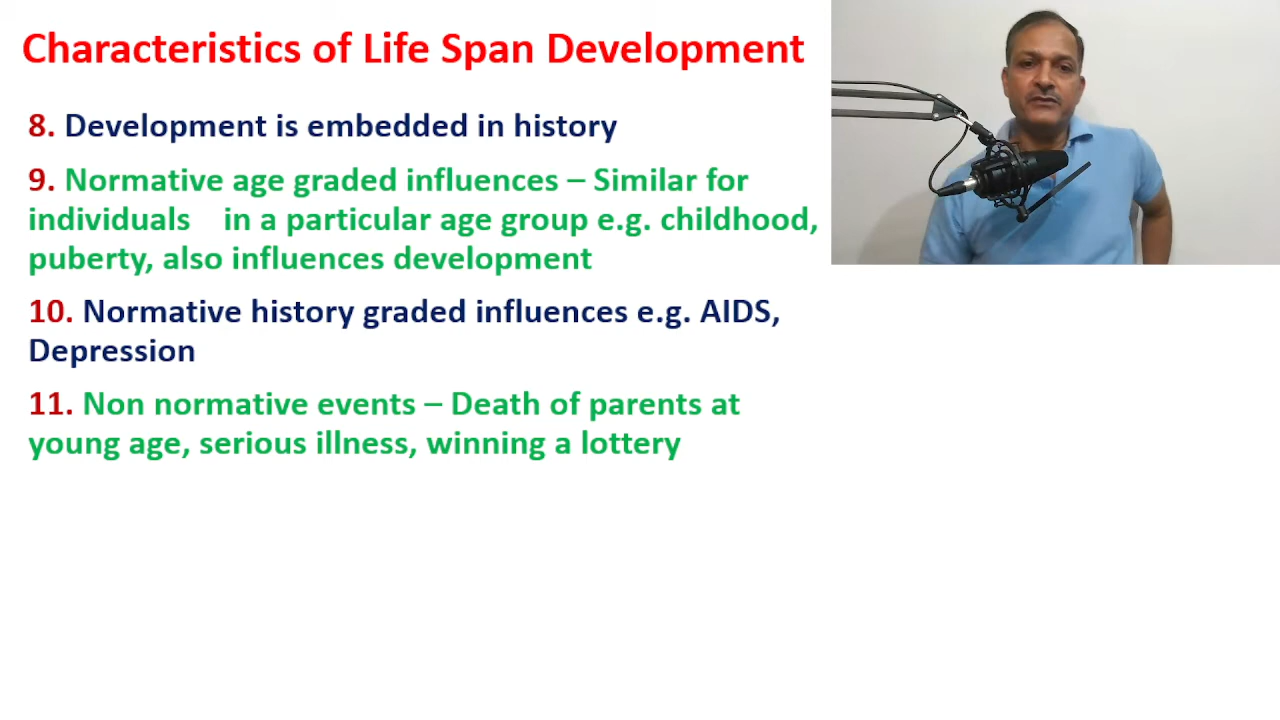 Characteristics of Life Span Development
8. Development is embedded in history
9. Normative age graded influences – Similar for
individuals in a particular age group e.g. childhood,
puberty, also influences development
10. Normative history graded influences e.g. AIDS,
Depression
11. Non normative events – Death of parents at
young age, serious illness, winning a lottery